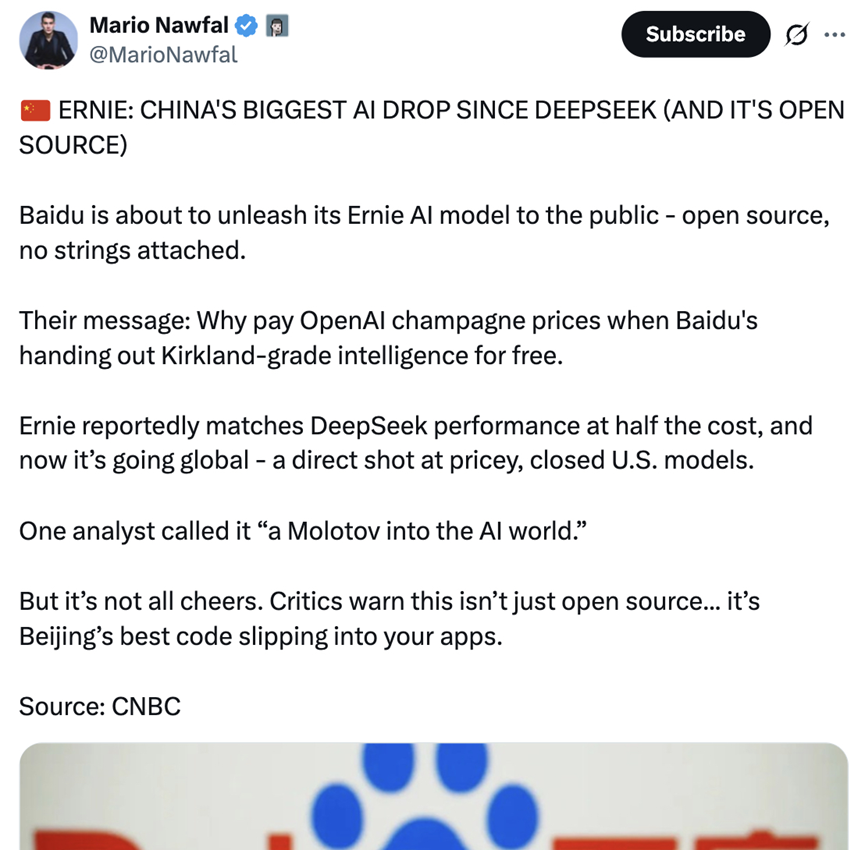 Mario Nawfal
@MarioNawfal
Subscribe
ERNIE: CHINA'S BIGGEST AI DROP SINCE DEEPSEEK (AND IT'S OPEN
SOURCE)
Baidu is about to unleash its Ernie AI model to the public - open source,
no strings attached.
Their message: Why pay OpenAI champagne prices when Baidu's
handing out Kirkland-grade intelligence for free.
Ernie reportedly matches DeepSeek performance at half the cost, and
now it’s going global - a direct shot at pricey, closed U.S. models.
One analyst called it “a Molotov into the AI world.”
But it’s not all cheers. Critics warn this isn’t just open source... it’s
Beijing’s best code slipping into your apps.
Source: CNBC